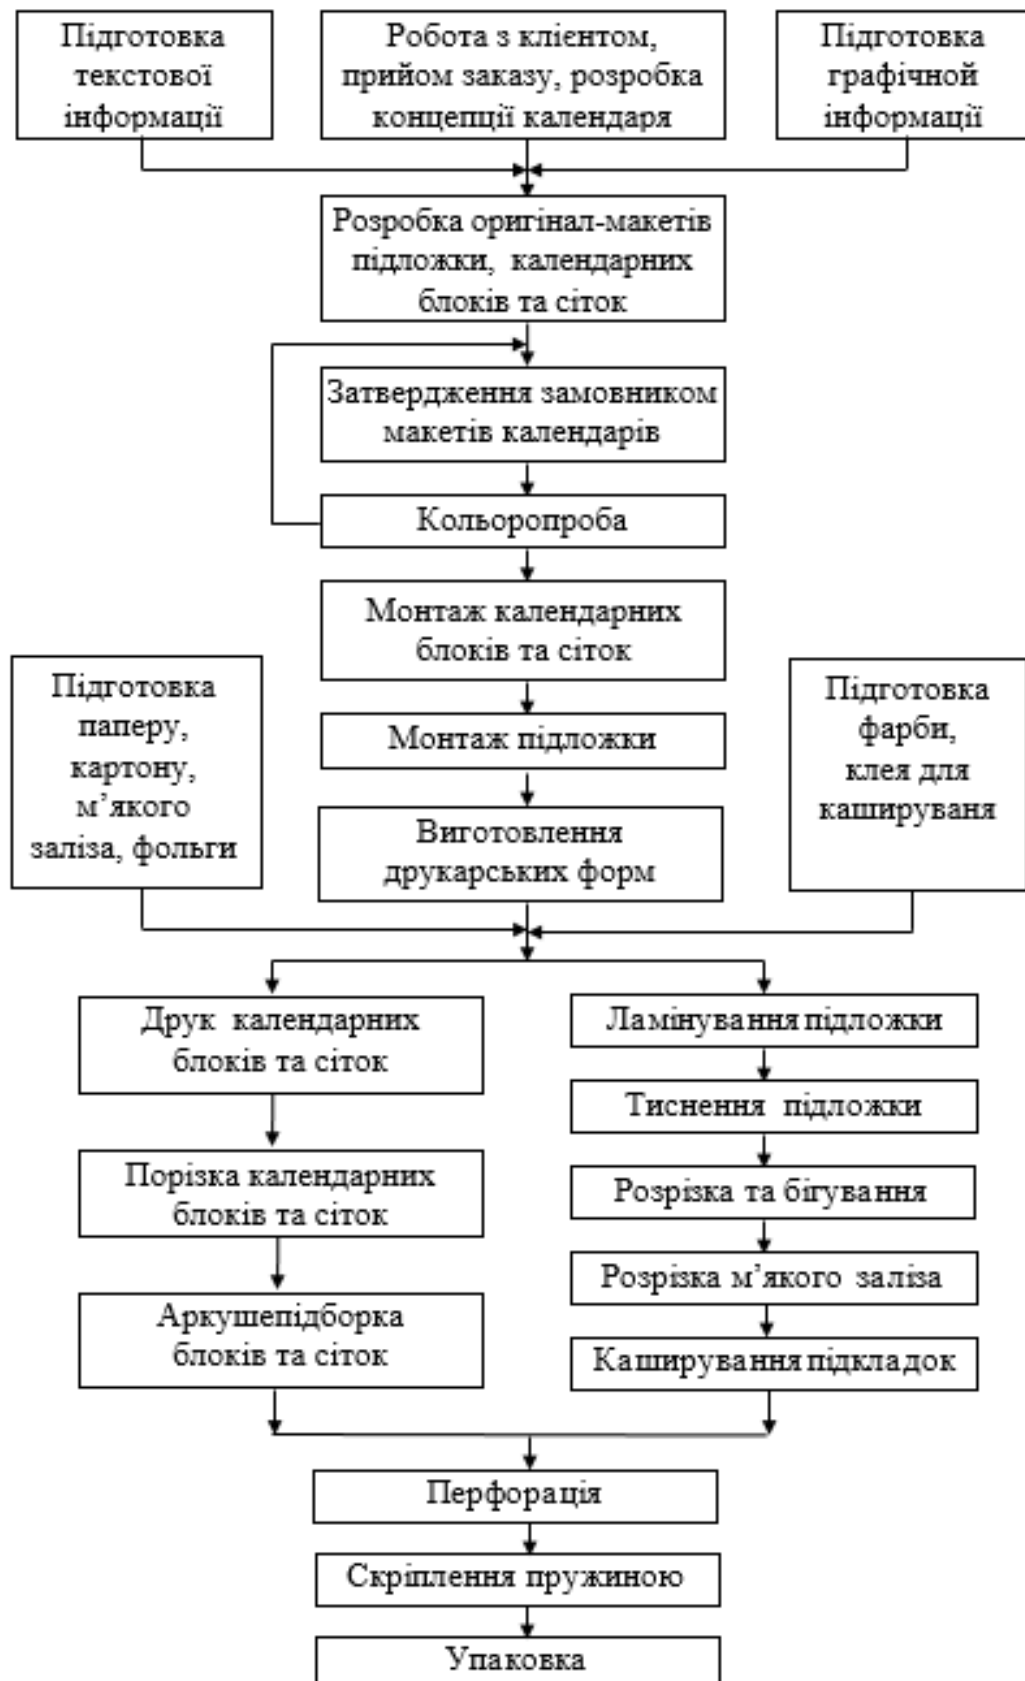 Підготовка
текстової
інформації
Робота з клієнтом,
прийом заказу, розробка
концепції календаря
Підготовка
графічной
інформації
Розробка оригінал-макетів
підложки, календарних
блоків та сіток
Затвердження замовником
макетів календарів
Кольоропроба
Монтаж календарних
блоків та сіток
Підготовка
паперу,
картону,
м’якого
заліза, фольги
Монтаж підложки
Підготовка
фарби,
клея для
кашируваня
Виготовлення
друкарських форм
Друк календарних
блоків та сіток
Порізка календарних
блоків та сіток
Аркушепідборка
блоків та сіток
Ламінування підложки
Тиснення підложки
Розрізка та бігування
Розрізка м’якого заліза
Каширування підкладок
Перфорація
Скріплення пружиною
Упаковка